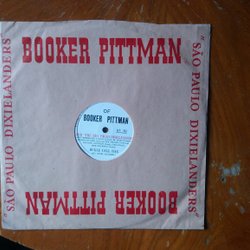 BOOKER PITTMAN
"SÃO PAULO DIXIELANDERS"
"SÃO PAULO DIXIELANDERS"
OF
BOOKER PITTMAN
BOOKER PITTMAN